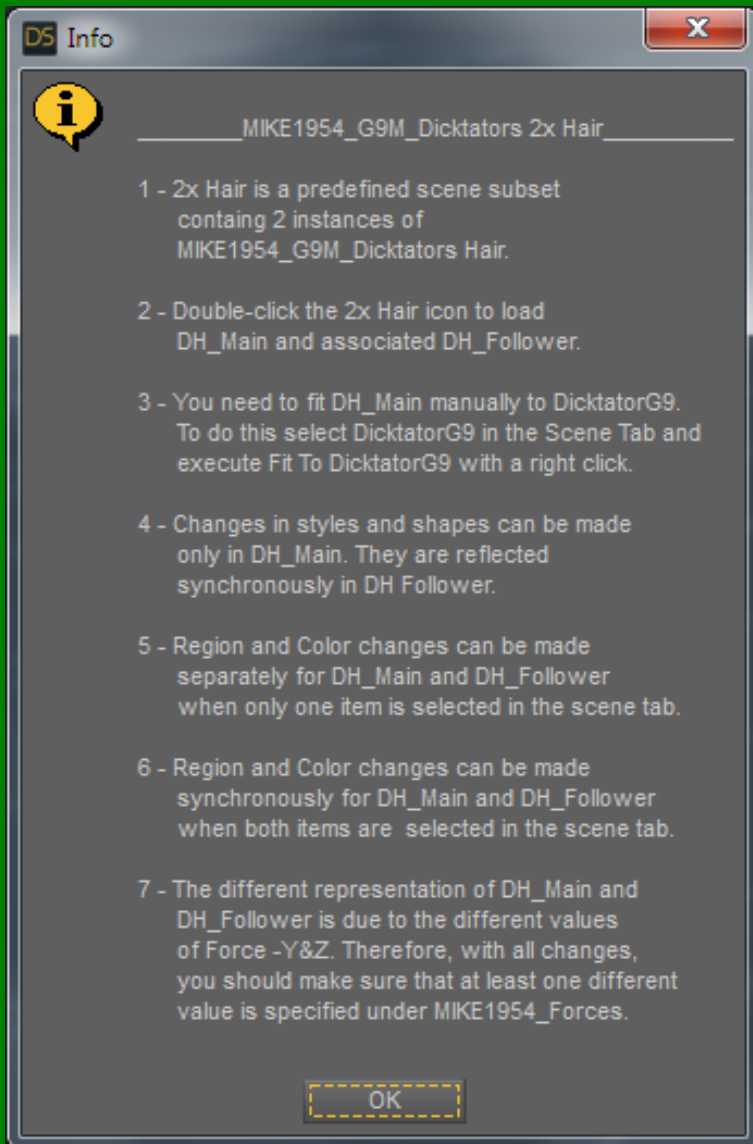 DS Info
X
i
________MIKE1954_G9M_Dicktators 2x Hair__________
1 - 2x Hair is a predefined scene subset
containg 2 instances of
MIKE1954_G9M_Dicktators Hair.
2 - Double-click the 2x Hair icon to load
DH_Main and associated DH_Follower.
3 - You need to fit DH_Main manually to DicktatorG9.
To do this select DicktatorG9 in the Scene Tab and
execute Fit To DicktatorG9 with a right click.
4 - Changes in styles and shapes can be made
only in DH_Main. They are reflected
synchronously in DH Follower.
5 - Region and Color changes can be made
separately for DH_Main and DH_Follower
when only one item is selected in the scene tab.
6 - Region and Color changes can be made
synchronously for DH_Main and DH_Follower
when both items are  selected in the scene tab.
7 - The different representation of DH_Main and
DH_Follower is due to the different values
of Force -Y&Z. Therefore, with all changes,
you should make sure that at least one different
value is specified under MIKE1954_Forces.
OK